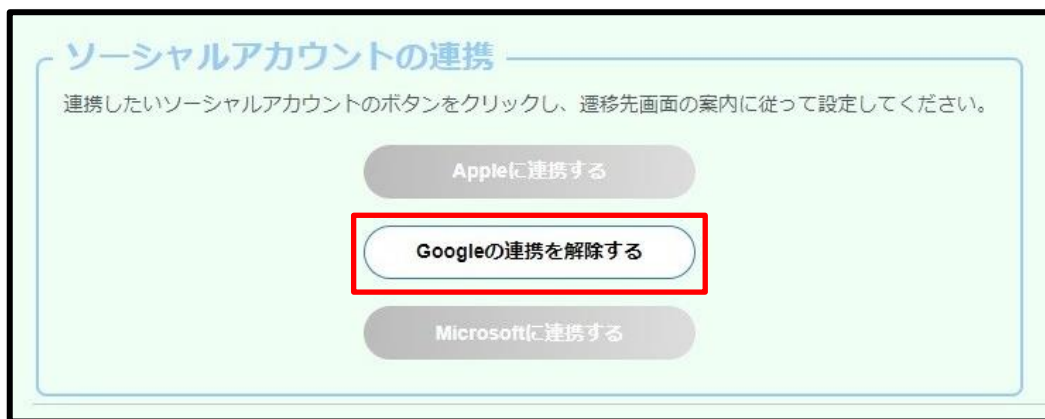 ソーシャルアカウントの連携
連携したいソーシャルアカウントのボタンをクリックし、遷移先画面の案内に従って設定してください。
Appleに連携する
Googleの連携を解除する
Microsoftに連携する